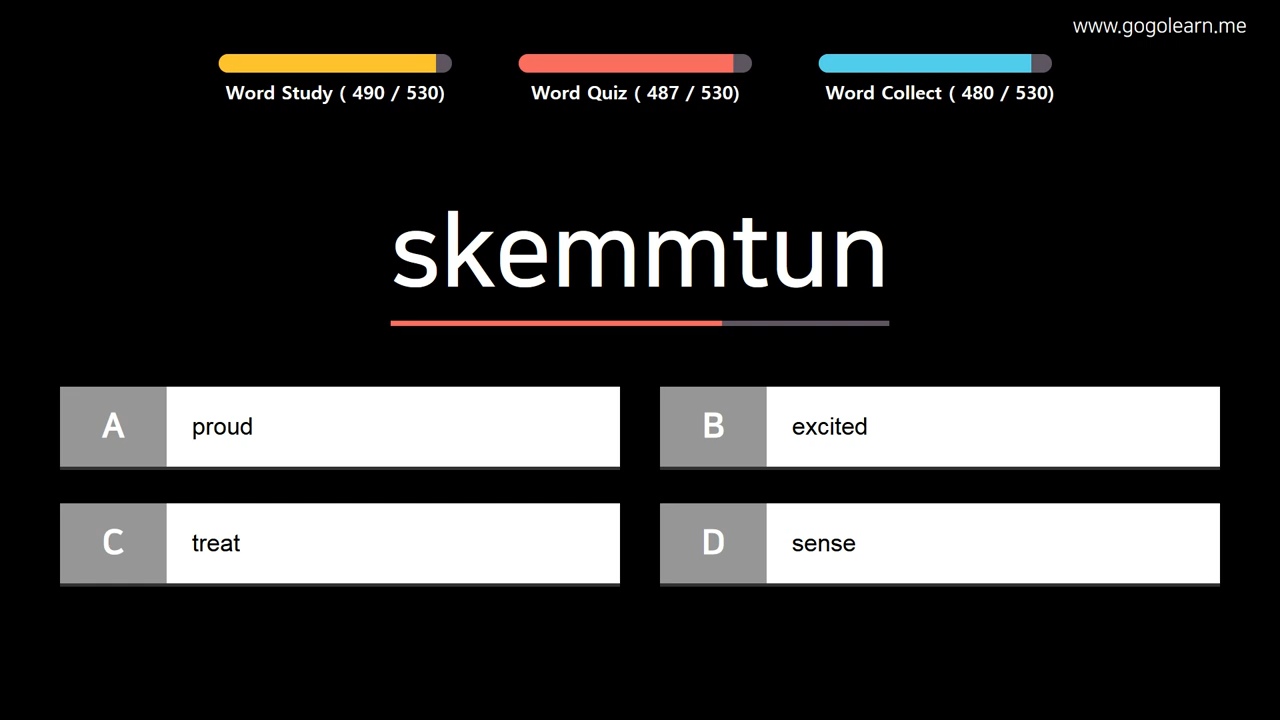 www.gogolearn.me
Word Study ( 490 / 530)
Word Quiz ( 487 / 530)
Word Collect ( 480 / 530)
skemmtun
A proud
B excited
C treat
D sense